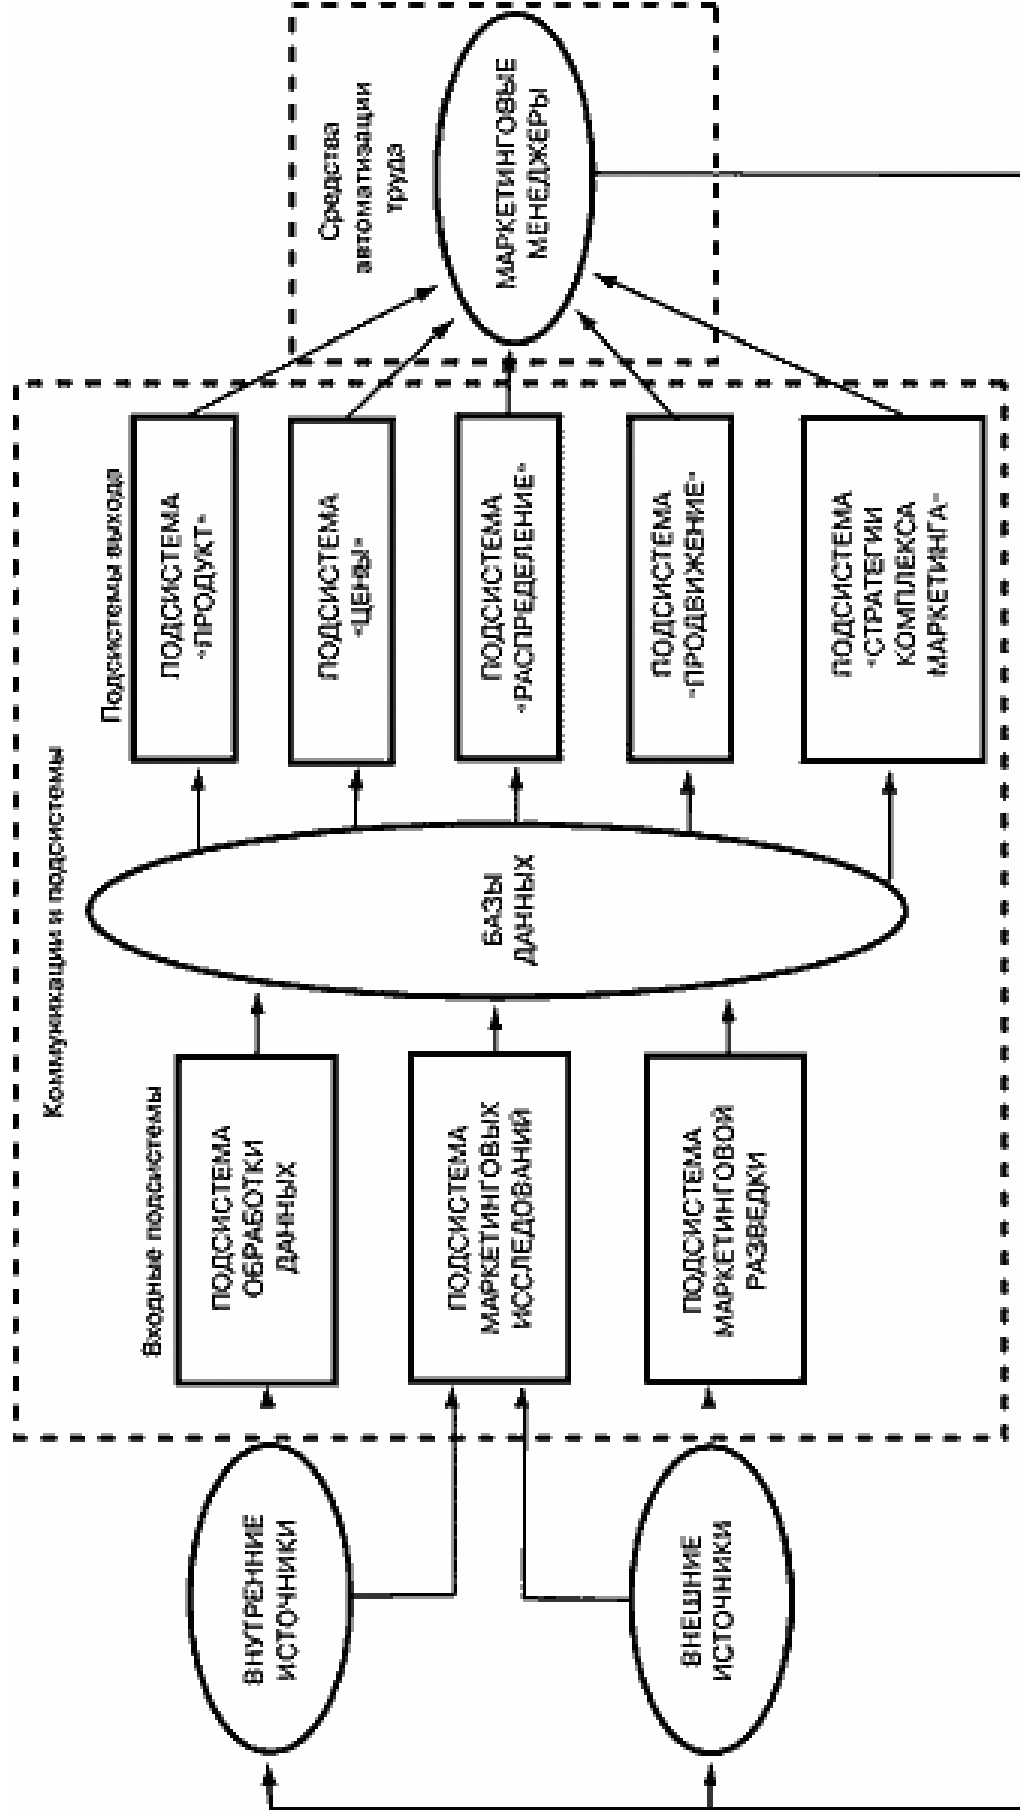 Коммуникации и подсистемы
Входные подсистемы
Подсистемы выхода
Средства
автоматизации
труда
ВНУТРЕННИЕ
ИСТОЧНИКИ
ВНЕШНИЕ
ИСТОЧНИКИ
ПОДСИСТЕМА
ОБРАБОТКИ
ДАННЫХ
ПОДСИСТЕМА
МАРКЕТИНГОВЫХ
ИССЛЕДОВАНИЙ
ПОДСИСТЕМА
МАРКЕТИНГОВОЙ
РАЗВЕДКИ
БАЗЫ
ДАННЫХ
ПОДСИСТЕМА
«ПРОДУКТ»
ПОДСИСТЕМА
«ЦЕНЫ»
ПОДСИСТЕМА
«РАСПРЕДЕЛЕНИЕ»
ПОДСИСТЕМА
«ПРОДВИЖЕНИЕ»
ПОДСИСТЕМА
«СТРАТЕГИИ
КОМПЛЕКСА
МАРКЕТИНГА»
МАРКЕТИНГОВЫЕ
МЕНЕДЖЕРЫ